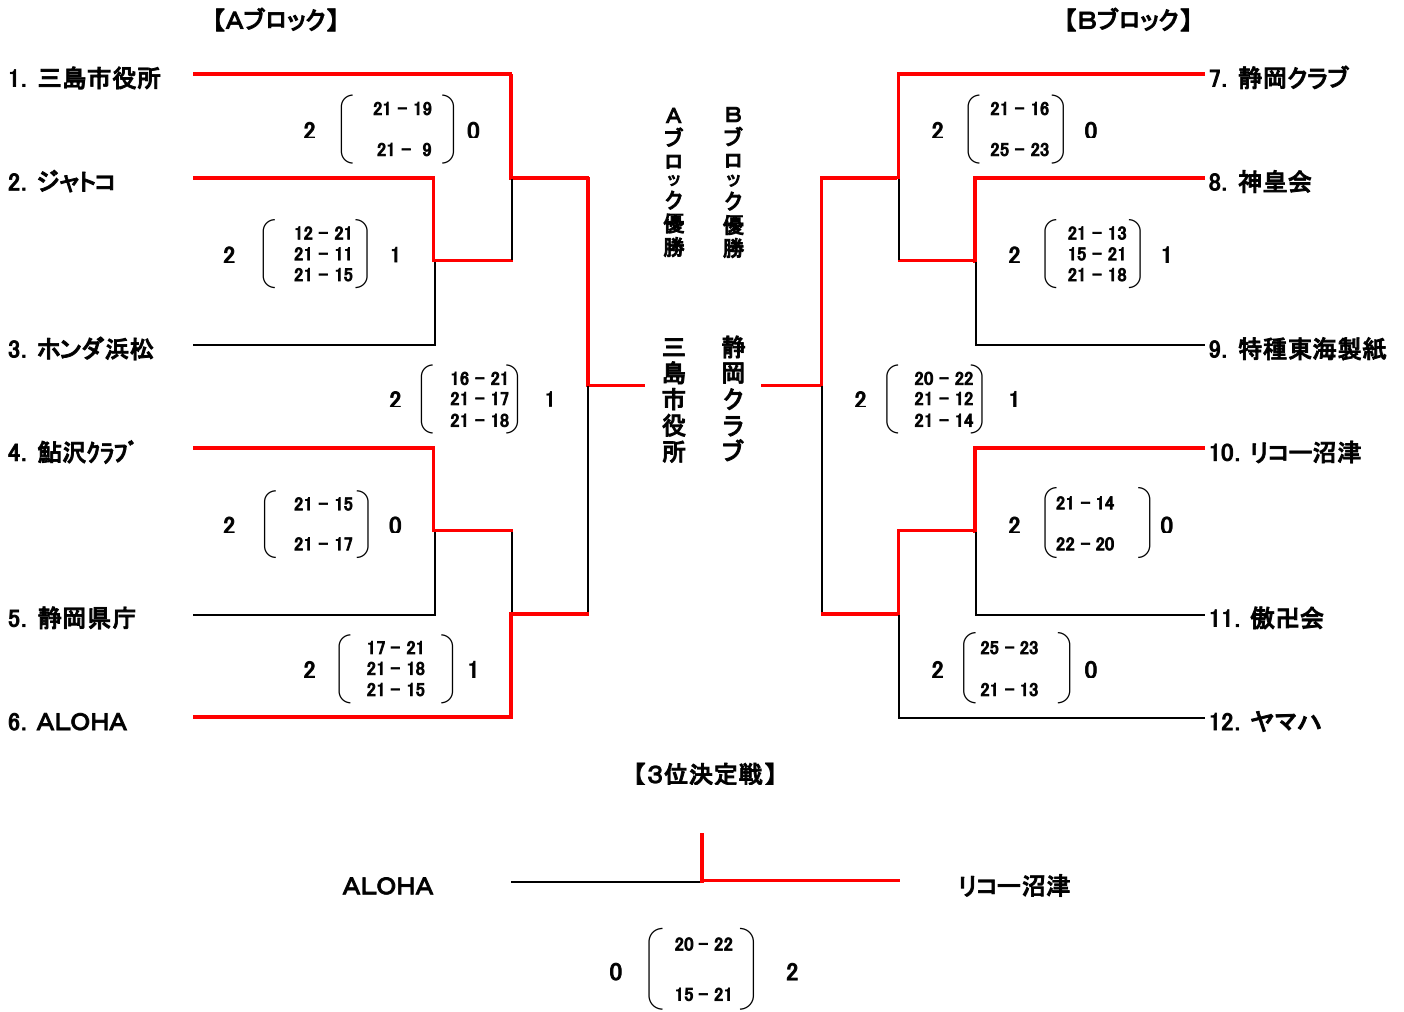 【Aブロック】
【Bブロック】
1. 三島市役所
2 21 − 19 0
21 − 9
2. ジャトコ
2 12 − 21 1
21 − 11
21 − 15
3. ホンダ浜松
2 16 − 21 1
21 − 17
21 − 18
4. 鮎沢クラブ
2 21 − 15 0
21 − 17
5. 静岡県庁
2 17 − 21 1
21 − 18
21 − 15
6. ALOHA
Aブロック優勝 三島市役所
Bブロック優勝 静岡クラブ
7. 静岡クラブ
2 21 − 16 0
25 − 23
8. 神皇会
2 21 − 13 1
15 − 21
21 − 18
9. 特種東海製紙
2 20 − 22 1
21 − 12
21 − 14
10. リコー沼津
2 21 − 14 0
22 − 20
11. 傲卍会
2 25 − 23 0
21 − 13
12. ヤマハ
【3位決定戦】
ALOHA リコー沼津
0 20 − 22 2
15 − 21